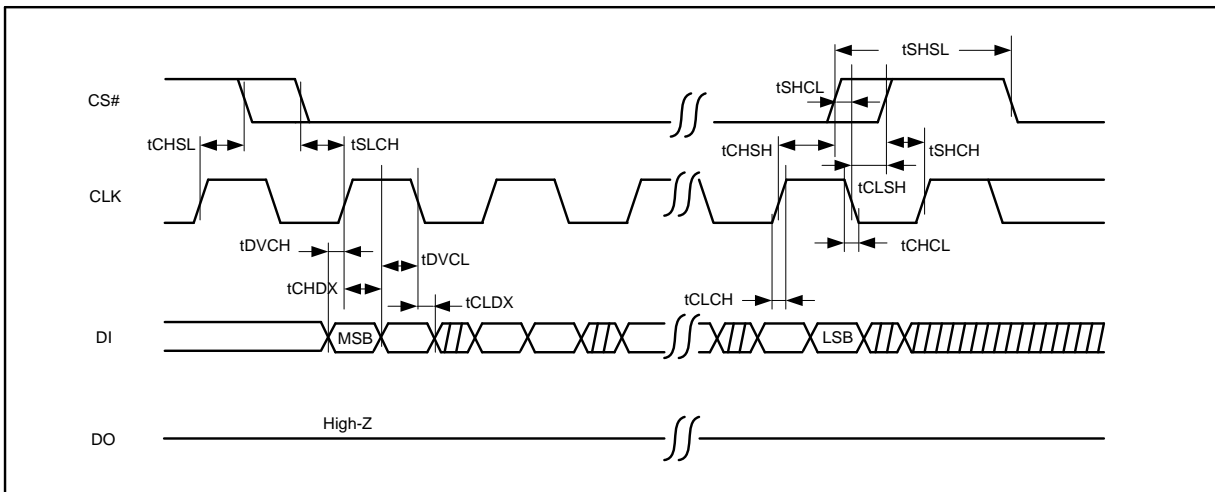 tSHSL
CS#
tSHCL
tCHSL
tSLCH
tCHSH
tSHCH
CLK
tCLSH
tDVCH
tDVCL
tCHCL
tCHDX
tCLDX
tCLCH
DI
MSB
LSB
High-Z
DO